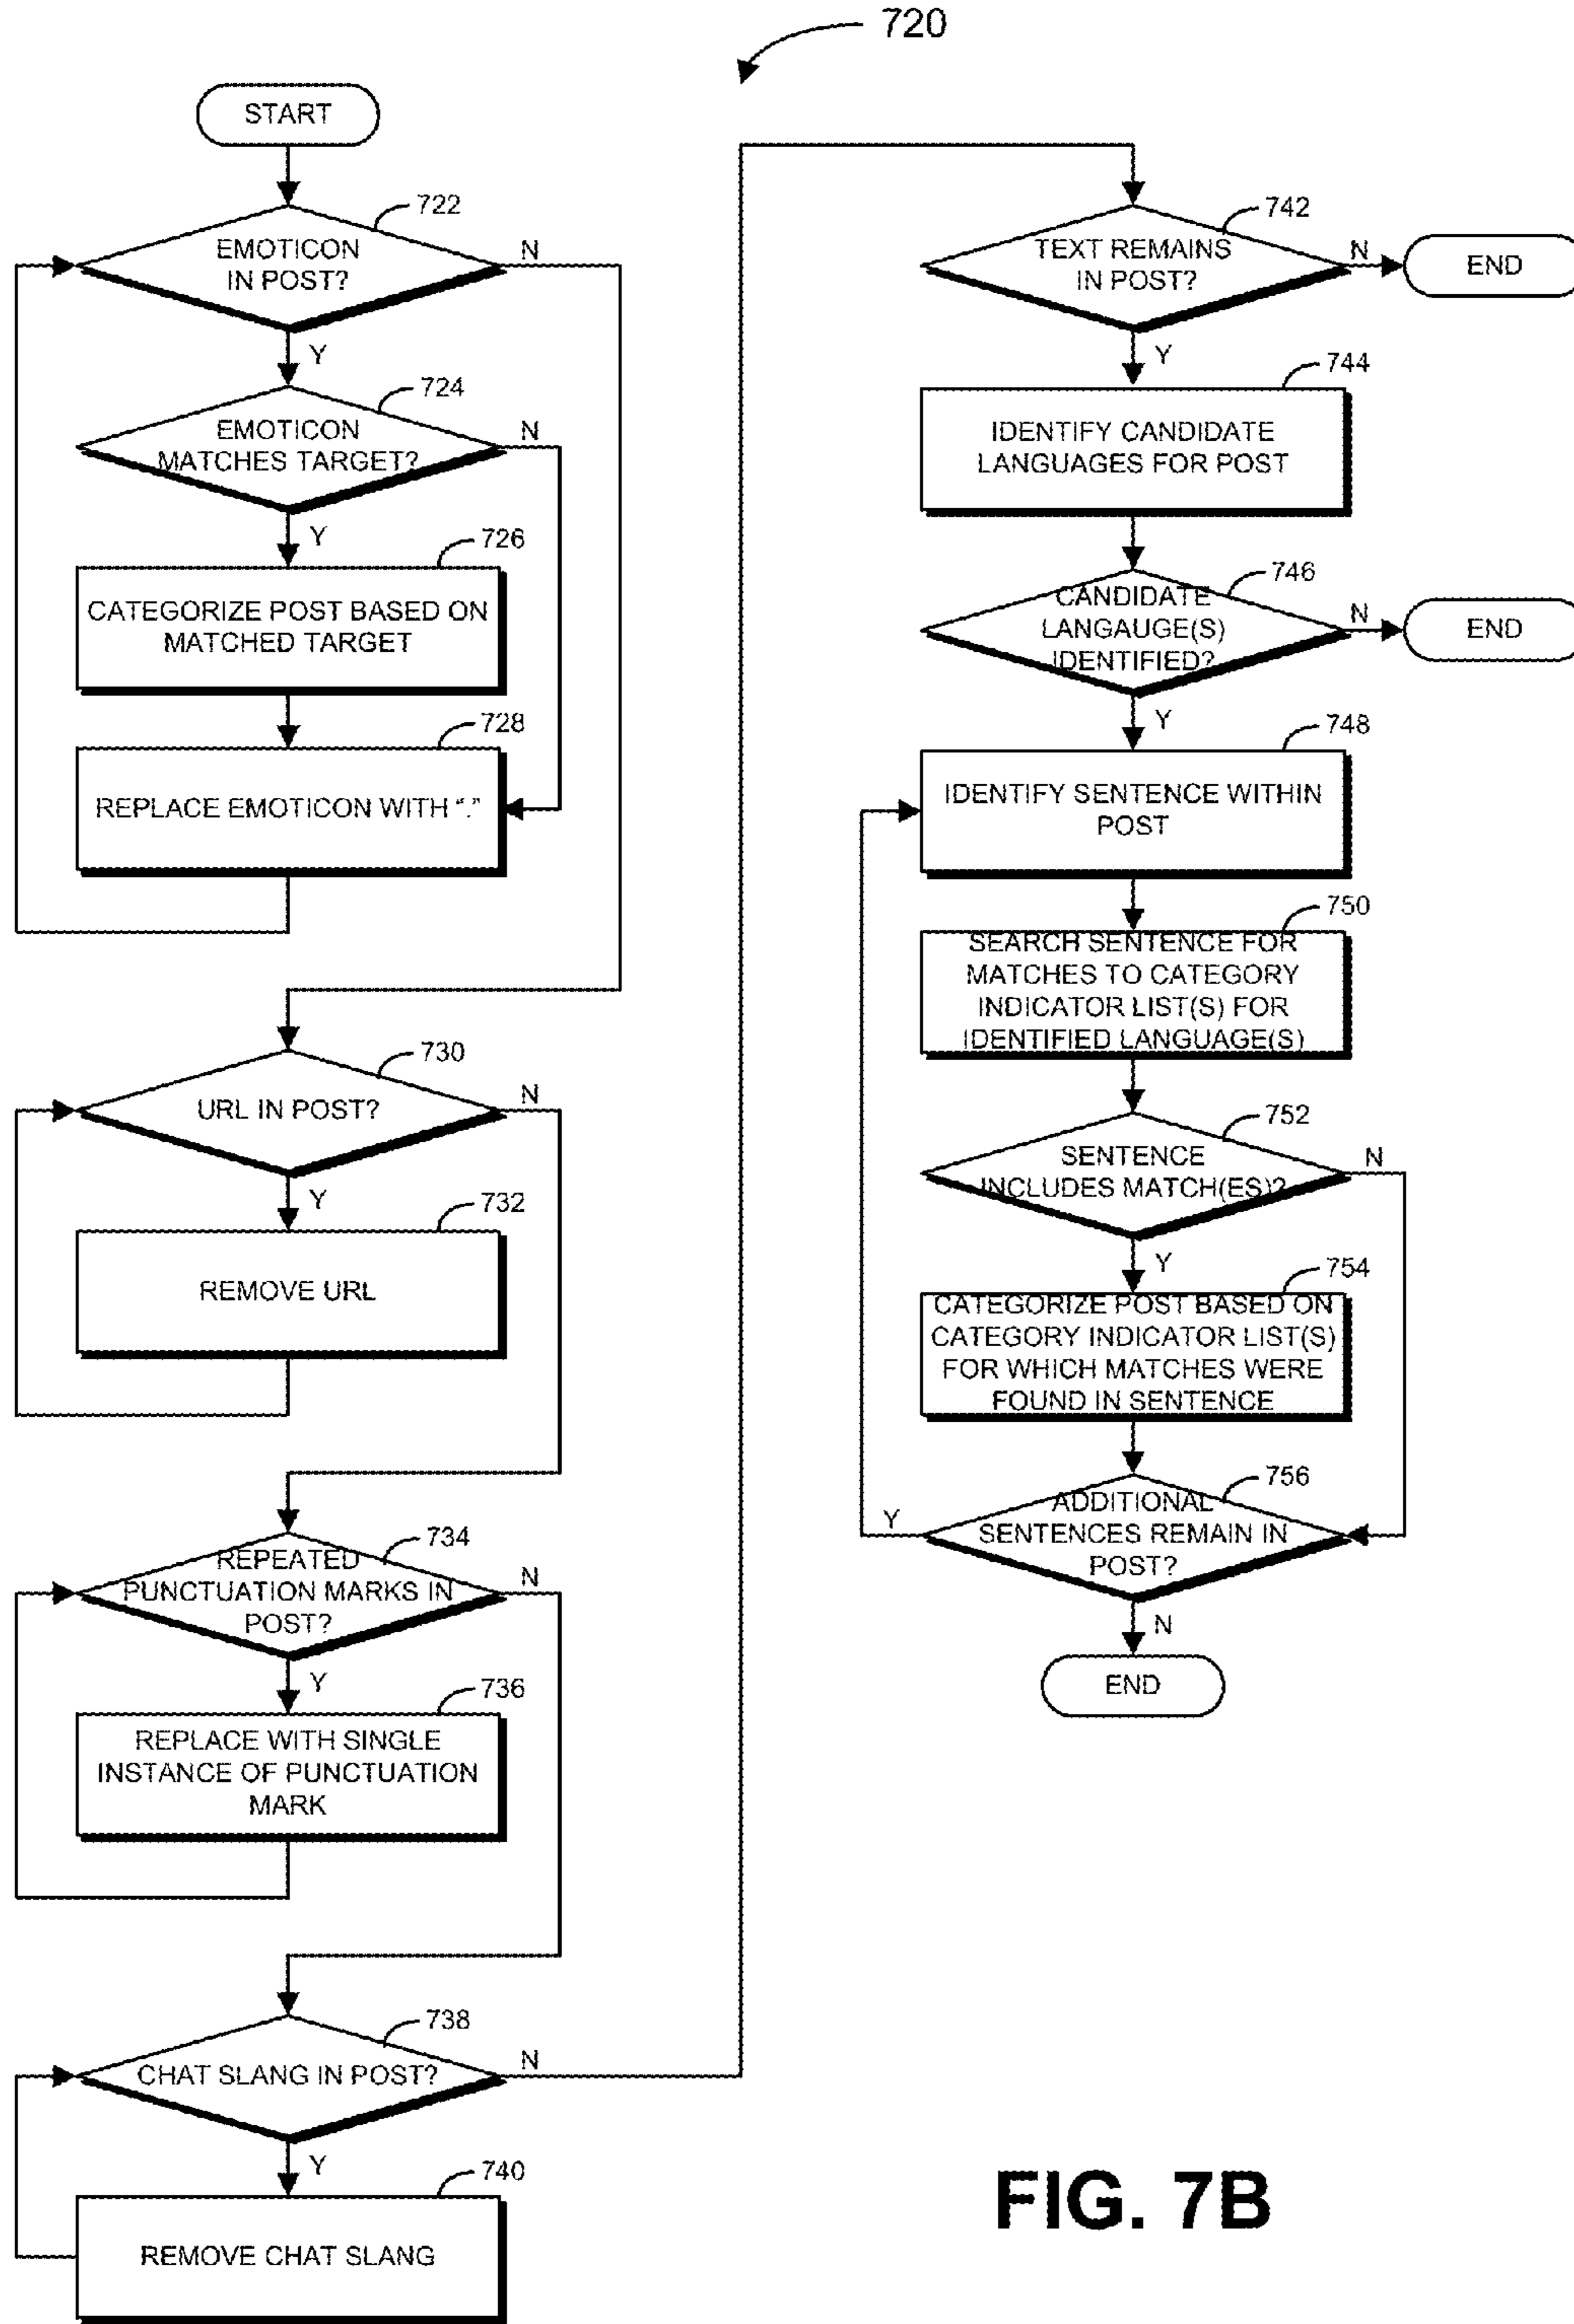 720
START
722
EMOTICON
IN POST?
N
Y
724
EMOTICON
MATCHES TARGET?
N
Y
726
CATEGORIZE POST BASED ON
MATCHED TARGET
728
REPLACE EMOTICON WITH “.”
730
URL IN POST?
N
Y
732
REMOVE URL
734
REPEATED
PUNCTUATION MARKS IN
POST?
N
Y
736
REPLACE WITH SINGLE
INSTANCE OF PUNCTUATION
MARK
738
CHAT SLANG IN POST?
N
Y
740
REMOVE CHAT SLANG
742
TEXT REMAINS
IN POST?
N
END
Y
744
IDENTIFY CANDIDATE
LANGUAGES FOR POST
746
CANDIDATE
LANGAUGE(S)
IDENTIFIED?
N
END
Y
748
IDENTIFY SENTENCE WITHIN
POST
750
SEARCH SENTENCE FOR
MATCHES TO CATEGORY
INDICATOR LIST(S) FOR
IDENTIFIED LANGUAGE(S)
752
SENTENCE
INCLUDES MATCH(ES)?
N
Y
754
CATEGORIZE POST BASED ON
CATEGORY INDICATOR LIST(S)
FOR WHICH MATCHES WERE
FOUND IN SENTENCE
756
ADDITIONAL
SENTENCES REMAIN IN
POST?
Y
N
END
FIG. 7B